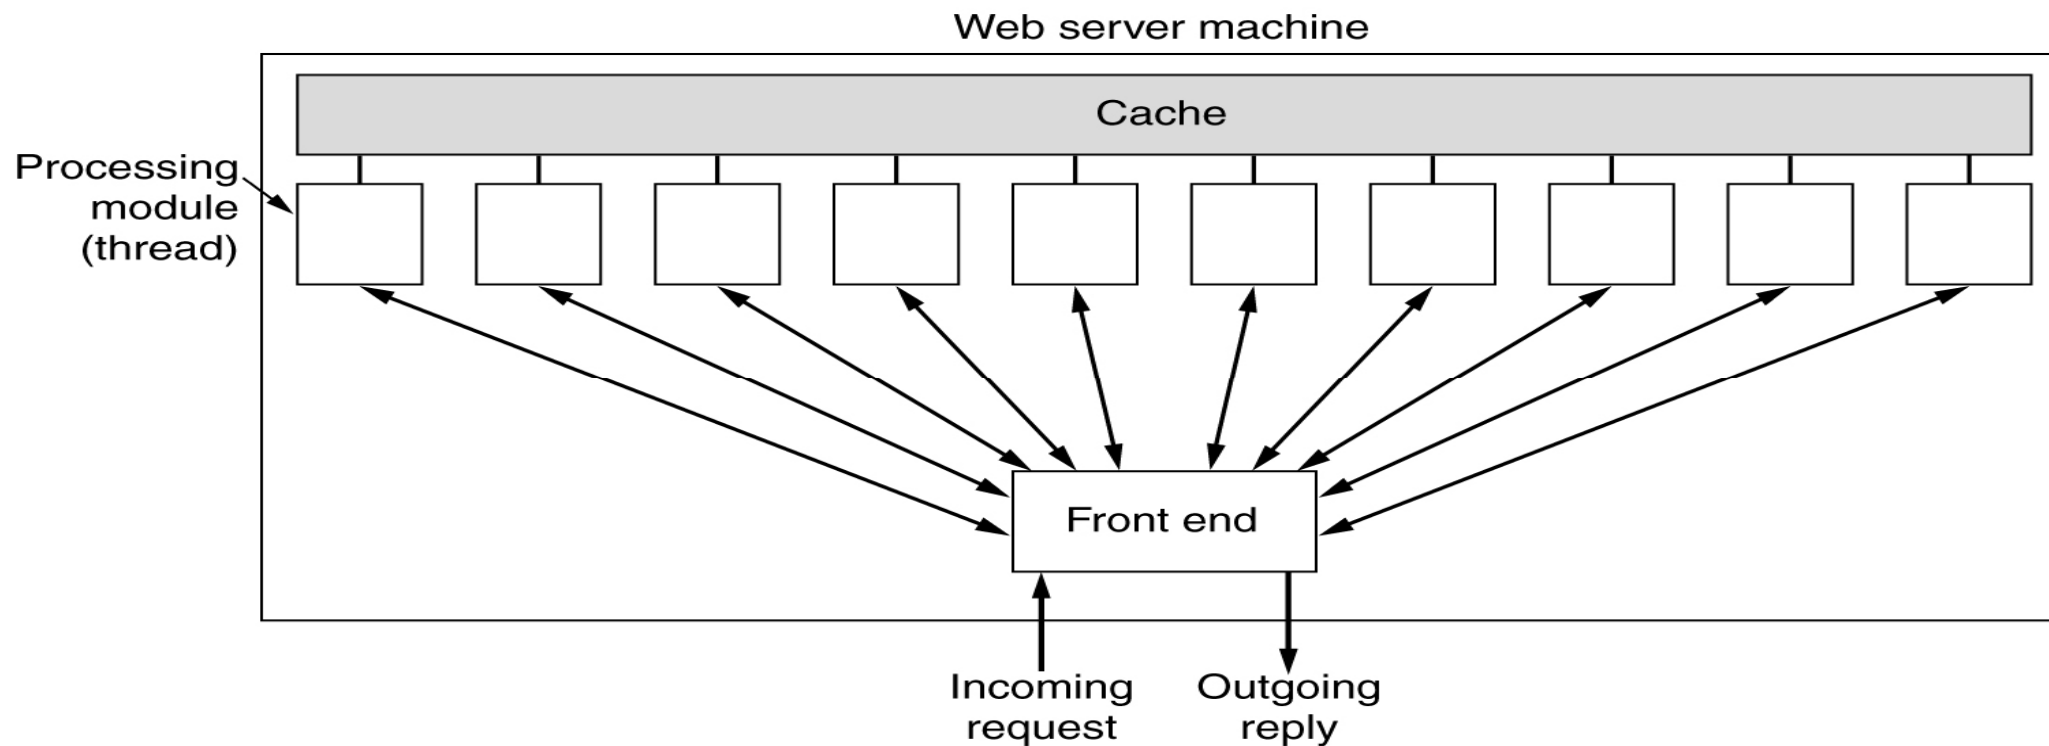 Web server machine
Cache
Processing
module
(thread)
Front end
Incoming
request
Outgoing
reply